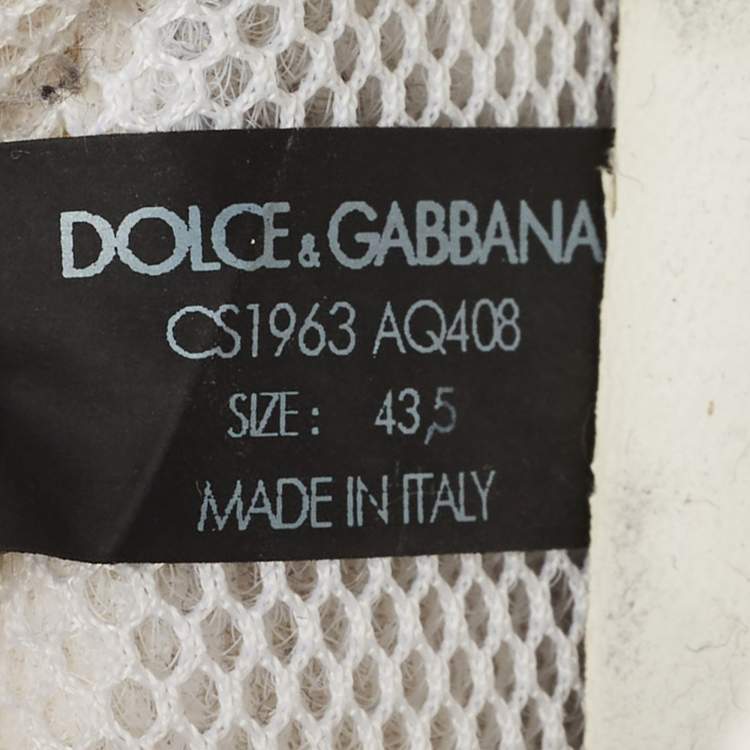 DOLCE & GABBANA
CS1963 AQ408
SIZE: 43,5
MADE IN ITALY